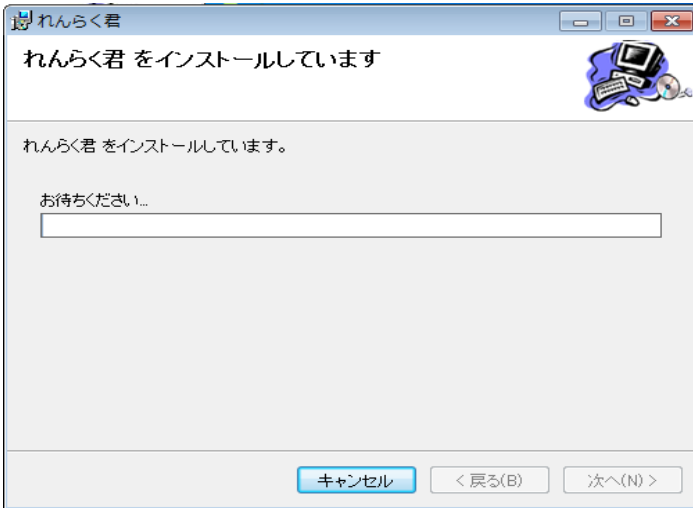 れんらく君
れんらく君 をインストールしています
れんらく君 をインストールしています。
お待ちください...
キャンセル
< 戻る(B)
次へ(N) >